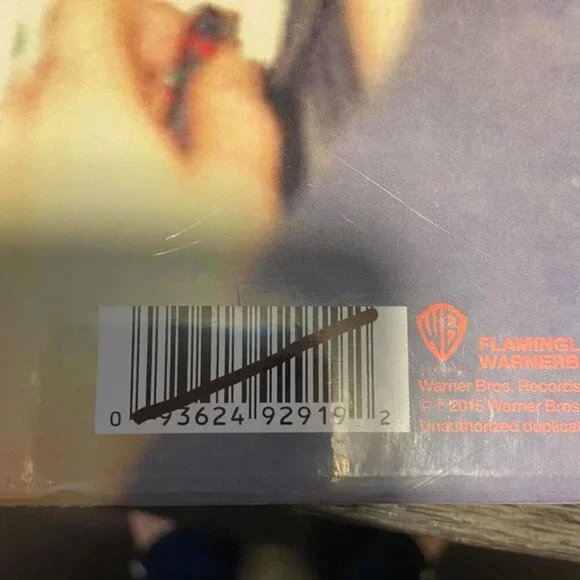 0 93624 92919 2
WB
FLAMINGL
WARNERB
Warner Bros. Records
© ℗ 2015 Warner Bros
Unauthorized duplicat